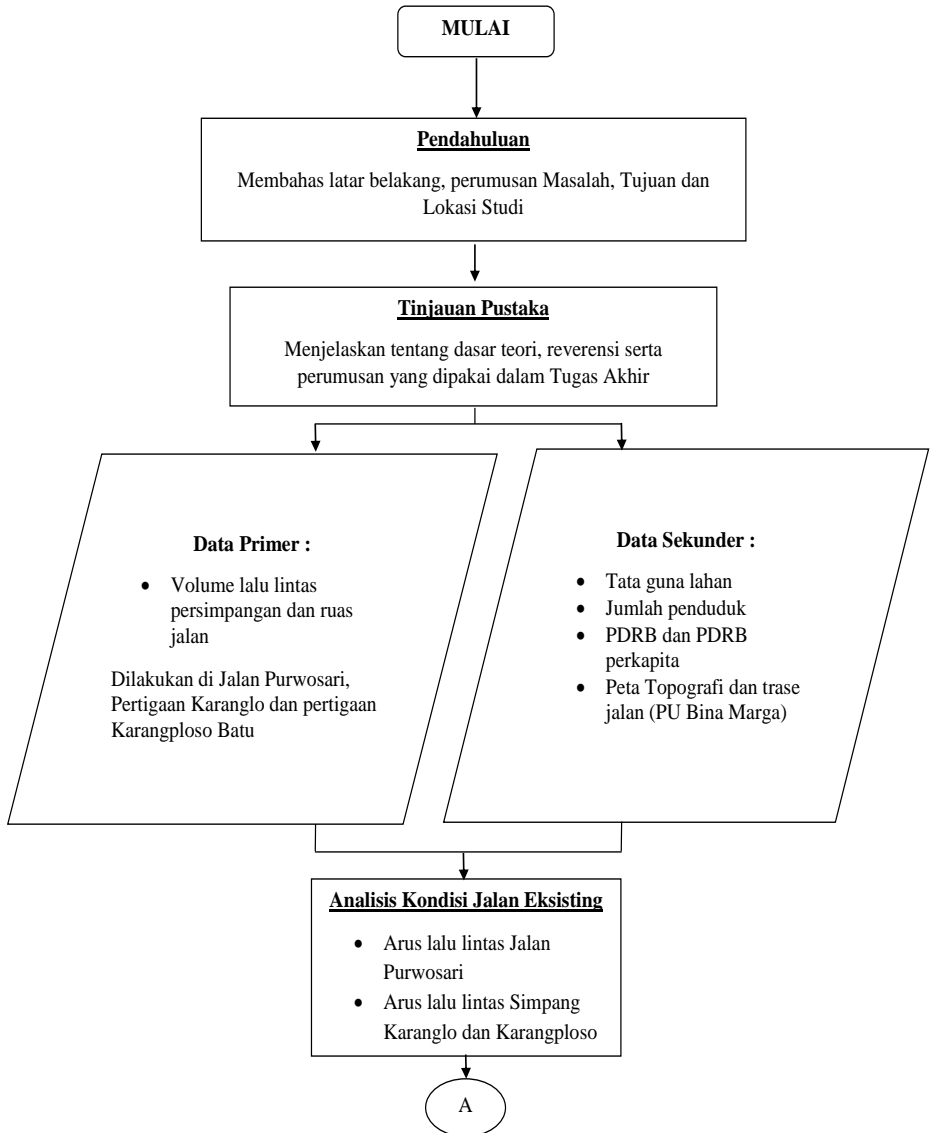 MULAI
Pendahuluan
Membahas latar belakang, perumusan Masalah, Tujuan dan
Lokasi Studi
Tinjauan Pustaka
Menjelaskan tentang dasar teori, reverensi serta
perumusan yang dipakai dalam Tugas Akhir
Data Primer :
• Volume lalu lintas
persimpangan dan ruas
jalan
Dilakukan di Jalan Purwosari,
Pertigaan Karanglo dan pertigaan
Karangploso Batu
Data Sekunder :
• Tata guna lahan
• Jumlah penduduk
• PDRB dan PDRB
perkapita
• Peta Topografi dan trase
jalan (PU Bina Marga)
Analisis Kondisi Jalan Eksisting
• Arus lalu lintas Jalan
Purwosari
• Arus lalu lintas Simpang
Karanglo dan Karangploso
A